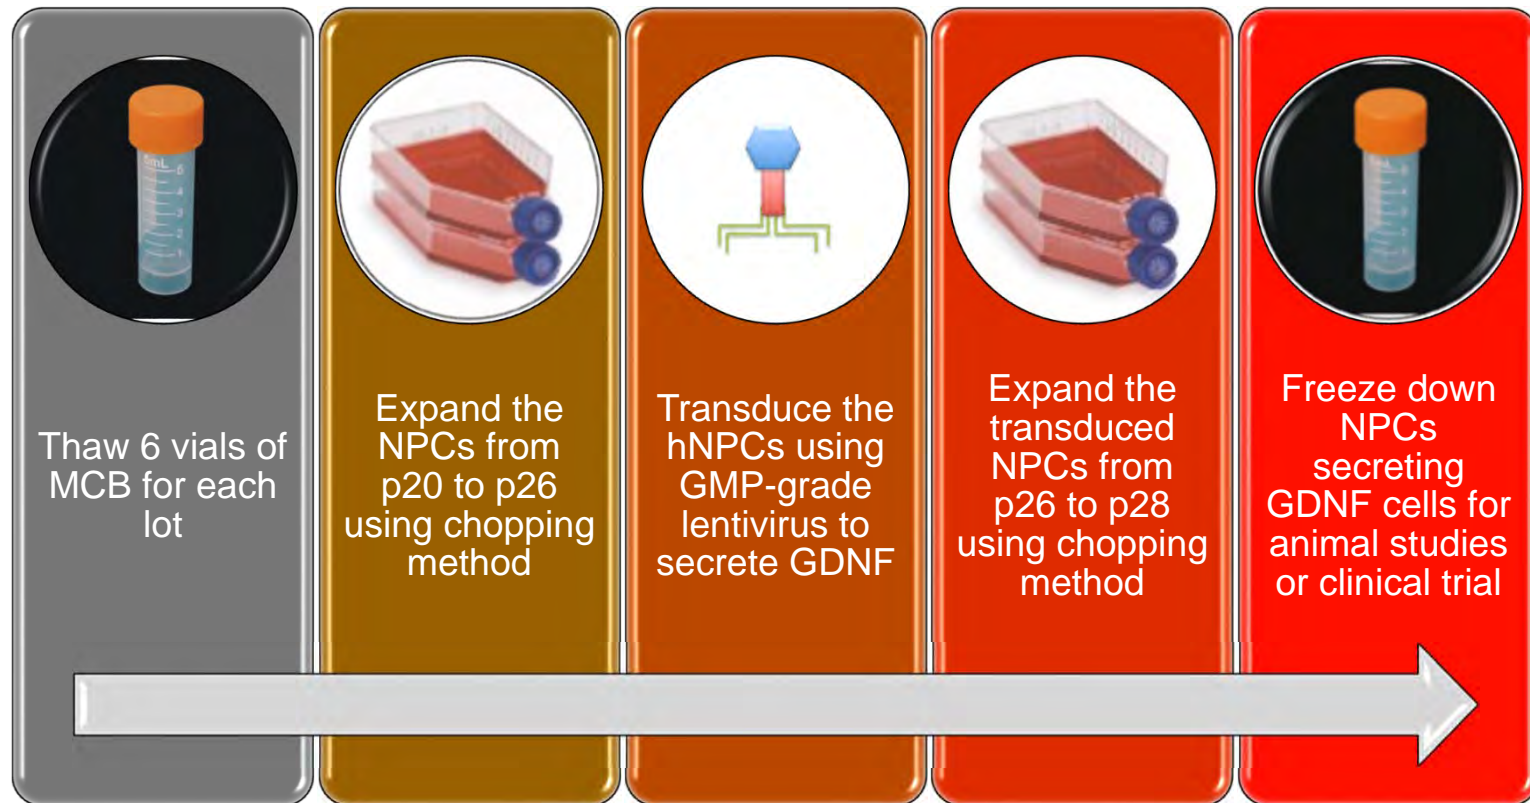 Thaw 6 vials of
MCB for each
lot
Expand the
NPCs from
p20 to p26
using chopping
method
Transduce the
hNPCs using
GMP-grade
lentivirus to
secrete GDNF
Expand the
transduced
NPCs from
p26 to p28
using chopping
method
Freeze down
NPCs
secreting
GDNF cells for
animal studies
or clinical trial